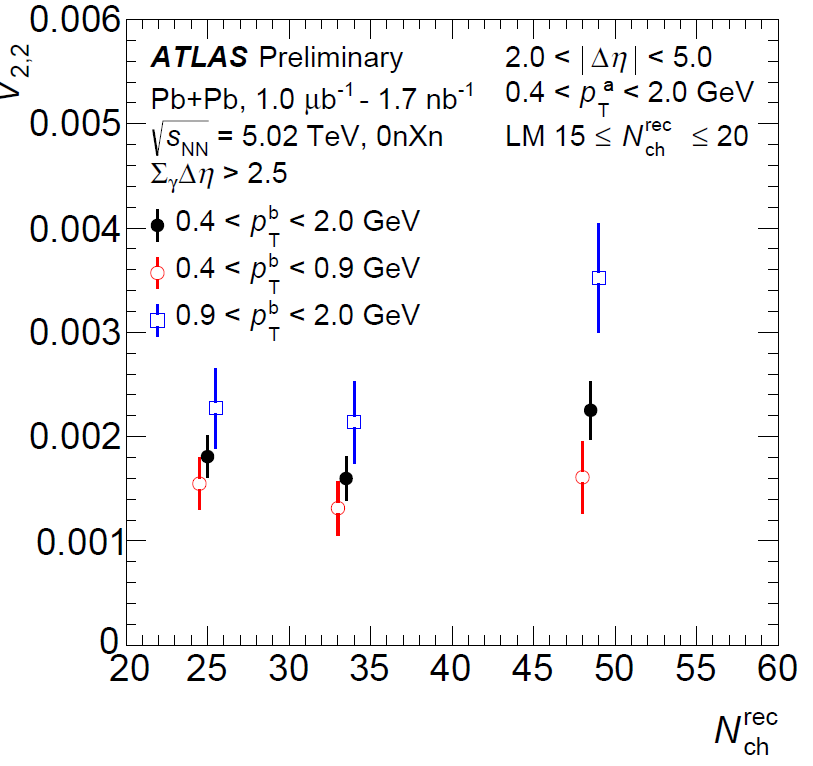 0.006
0.005
0.004
0.003
0.002
0.001
0
V2,2
ATLAS Preliminary
Pb+Pb, 1.0 μb-1 - 1.7 nb-1
√sNN = 5.02 TeV, 0nXn
ΣγΔη > 2.5
0.4 < pTb < 2.0 GeV
0.4 < pTb < 0.9 GeV
0.9 < pTb < 2.0 GeV
2.0 < |Δη| < 5.0
0.4 < pTa < 2.0 GeV
LM 15 ≤ Nchrec ≤ 20
20 25 30 35 40 45 50 55 60
Nchrec